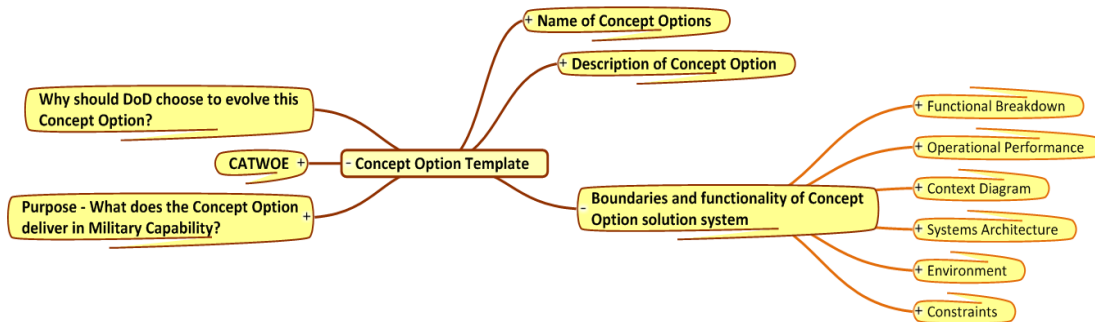 + Name of Concept Options
+ Description of Concept Option
Why should DoD choose to evolve this
Concept Option?
CATWOE +
- Concept Option Template
Purpose - What does the Concept Option
deliver in Military Capability? +
- Boundaries and functionality of Concept
Option solution system
+ Functional Breakdown
+ Operational Performance
+ Context Diagram
+ Systems Architecture
+ Environment
+ Constraints